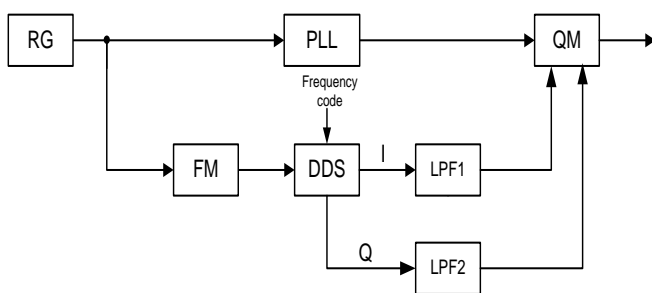 RG
PLL
QM
Frequency
code
FM
DDS
I
LPF1
Q
LPF2